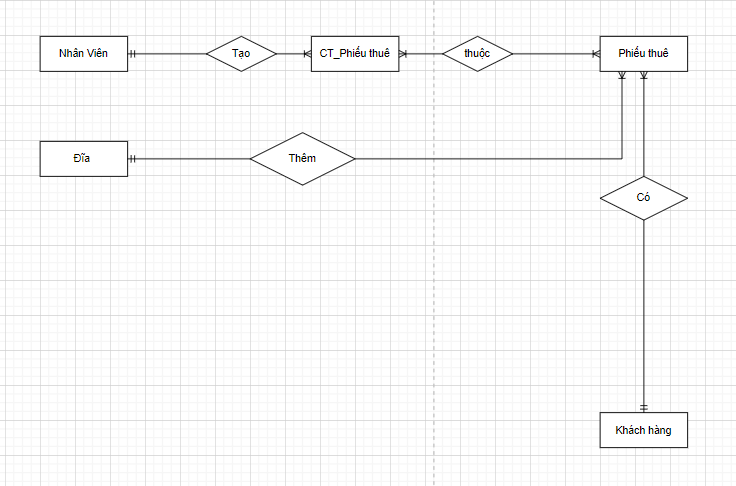 Nhân Viên
Tạo
CT_Phiếu thuê
thuộc
Phiếu thuê
Đĩa
Thêm
Có
Khách hàng